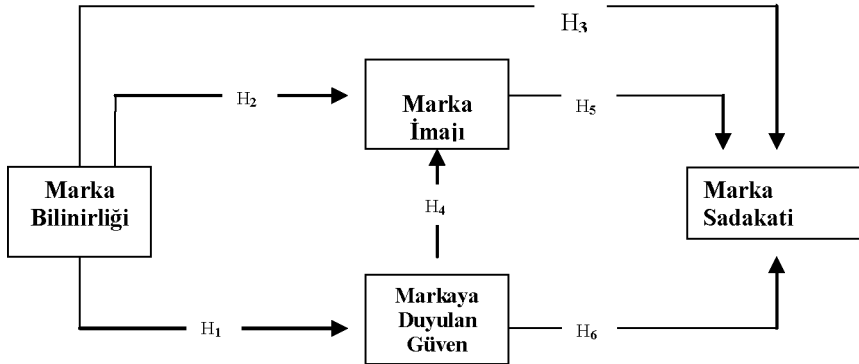 H₃
H₂
Marka
İmajı
H₅
Marka
Bilinirliği
H₄
Marka
Sadakati
H₁
Markaya
Duyulan
Güven
H₆